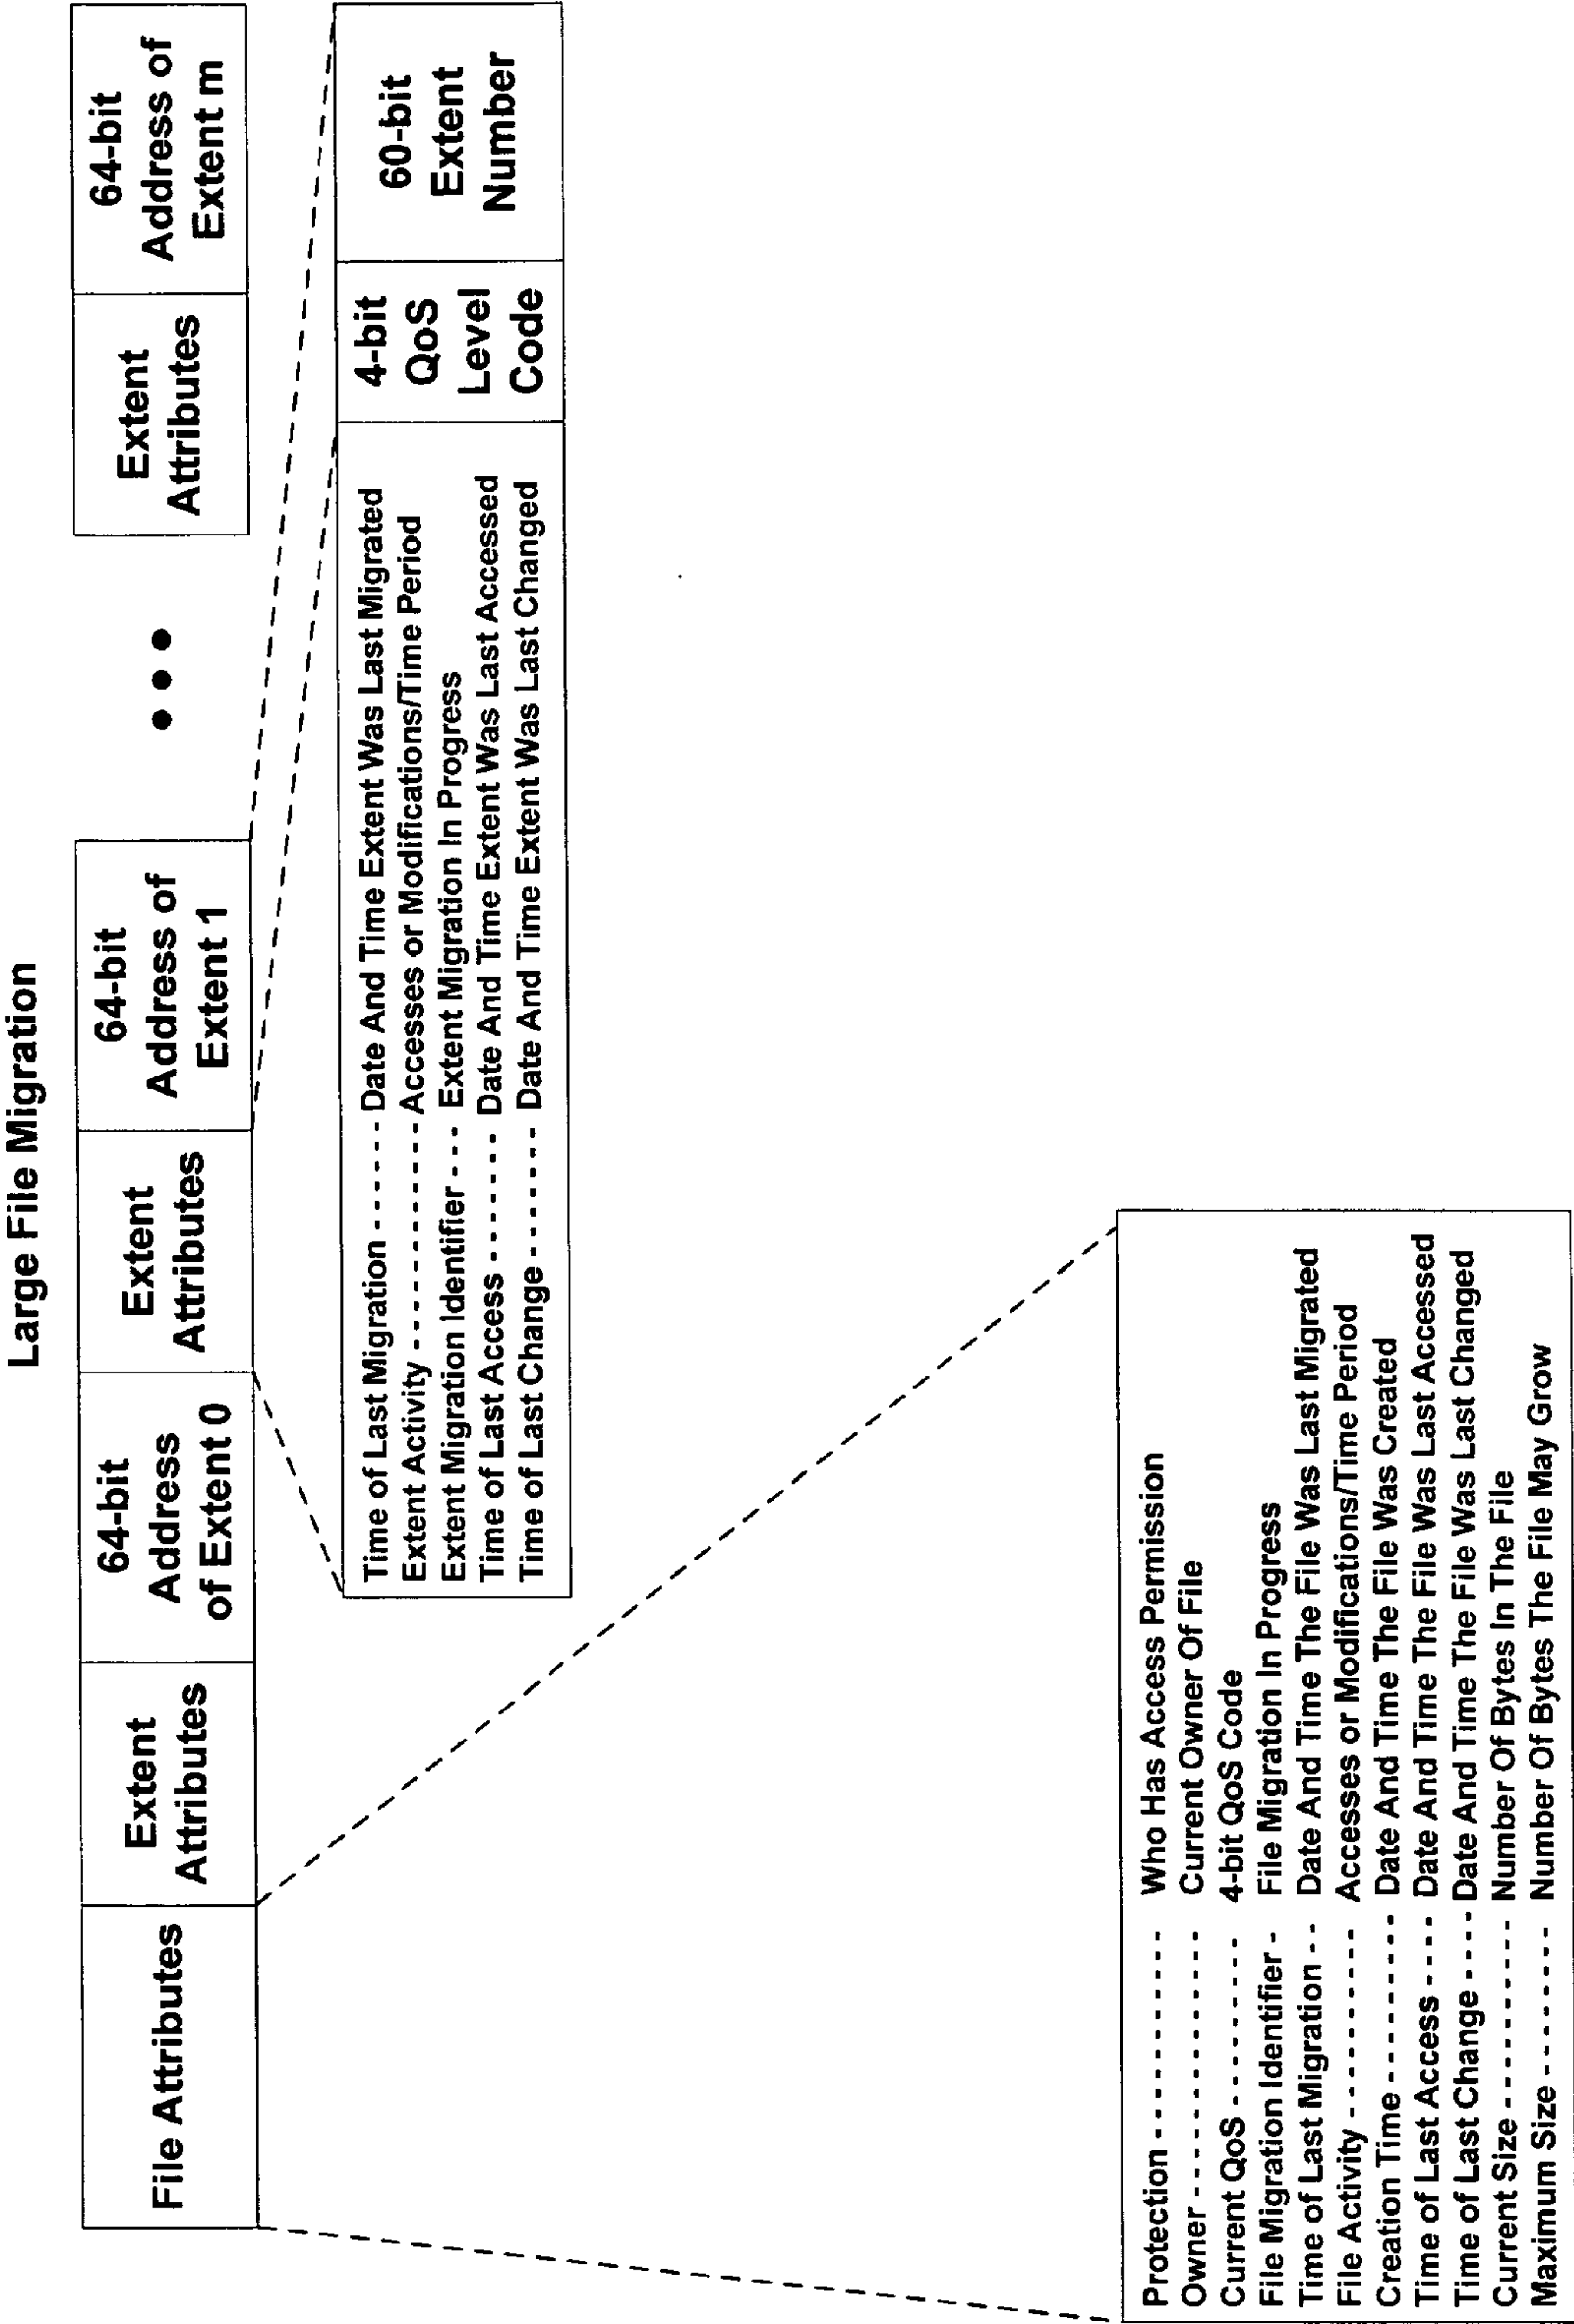 Large File Migration
File Attributes
Extent
Attributes
64-bit
Address
of Extent 0
Extent
Attributes
64-bit
Address of
Extent 1
• • •
Extent
Attributes
64-bit
Address of
Extent m
Time of Last Migration ------ Date And Time Extent Was Last Migrated
Extent Activity ------------ Accesses or Modifications/Time Period
Extent Migration Identifier --- Extent Migration In Progress
Time of Last Access ------- Date And Time Extent Was Last Accessed
Time of Last Change ------- Date And Time Extent Was Last Changed
4-bit
QoS
Level
Code
60-bit
Extent
Number
Protection ------------ Who Has Access Permission
Owner ------------- Current Owner Of File
Current QoS -------- 4-bit QoS Code
File Migration Identifier - File Migration In Progress
Time of Last Migration -- Date And Time The File Was Last Migrated
File Activity ---------- Accesses or Modifications/Time Period
Creation Time --------- Date And Time The File Was Created
Time of Last Access ---- Date And Time The File Was Last Accessed
Time of Last Change ---- Date And Time The File Was Last Changed
Current Size ---------- Number Of Bytes In The File
Maximum Size -------- Number Of Bytes The File May Grow